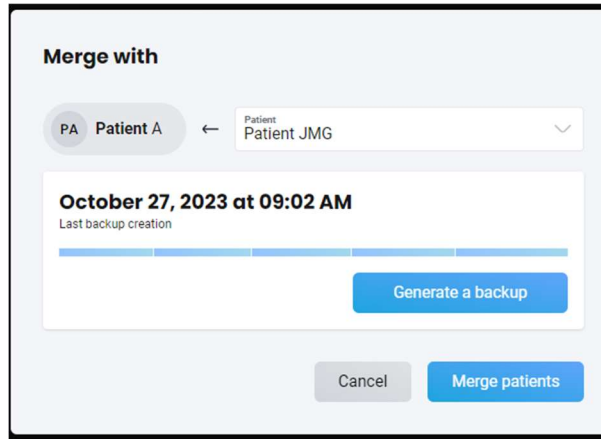 Merge with
PA Patient A ← Patient
Patient JMG
October 27, 2023 at 09:02 AM
Last backup creation
Generate a backup
Cancel Merge patients